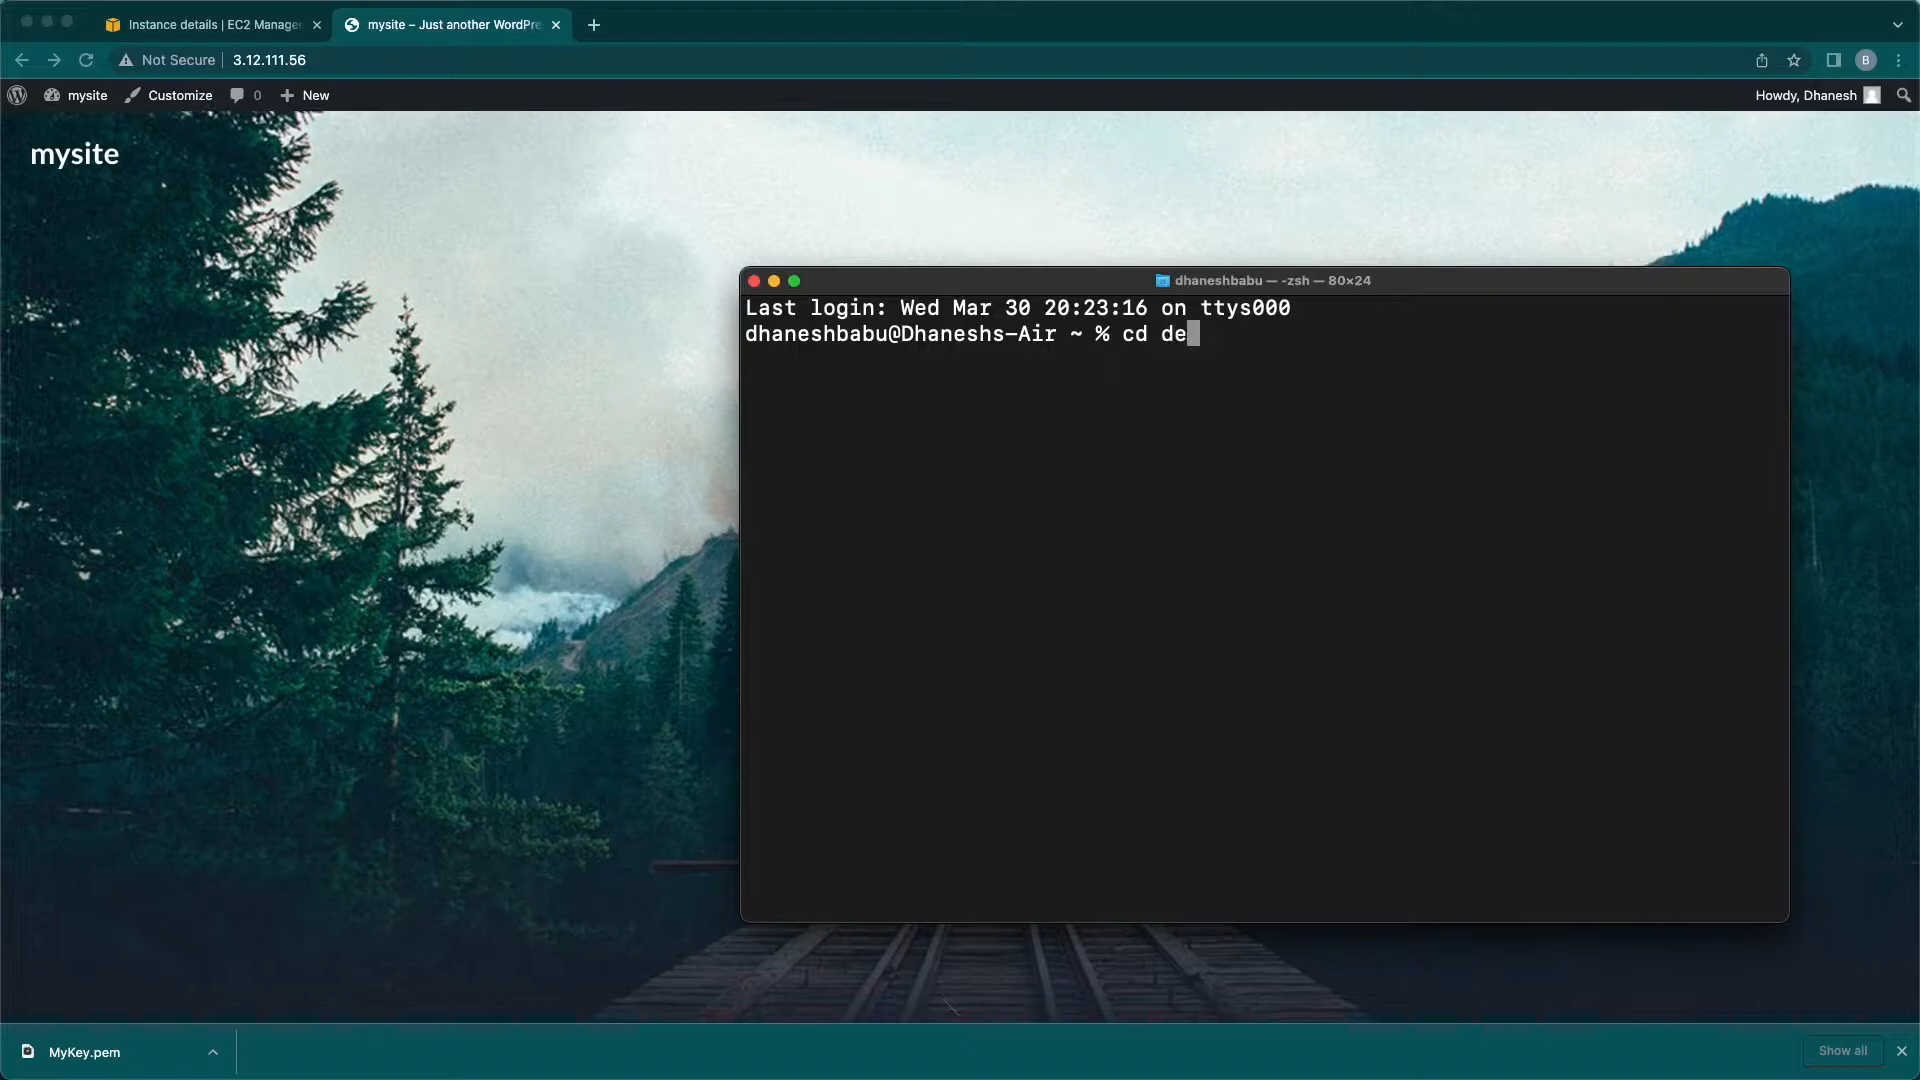 Instance details | EC2 Manage
mysite – Just another WordPre
Not Secure
3.12.111.56
B
mysite
Customize
0
New
Howdy, Dhanesh
mysite
dhaneshbabu — -zsh — 80×24
Last login: Wed Mar 30 20:23:16 on ttys000
dhaneshbabu@Dhaneshs-Air ~ % cd de
MyKey.pem
Show all